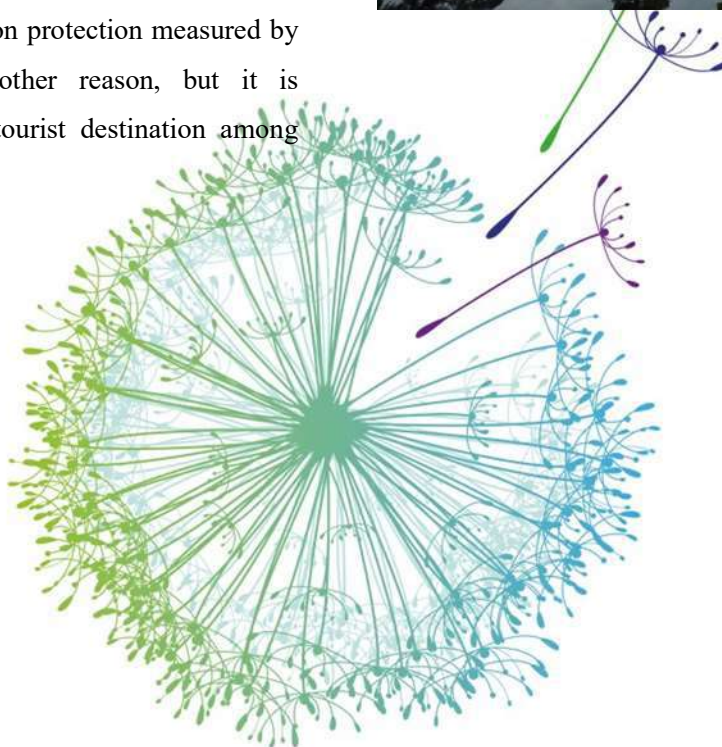 on protection measured by
other reason, but it is
tourist destination among